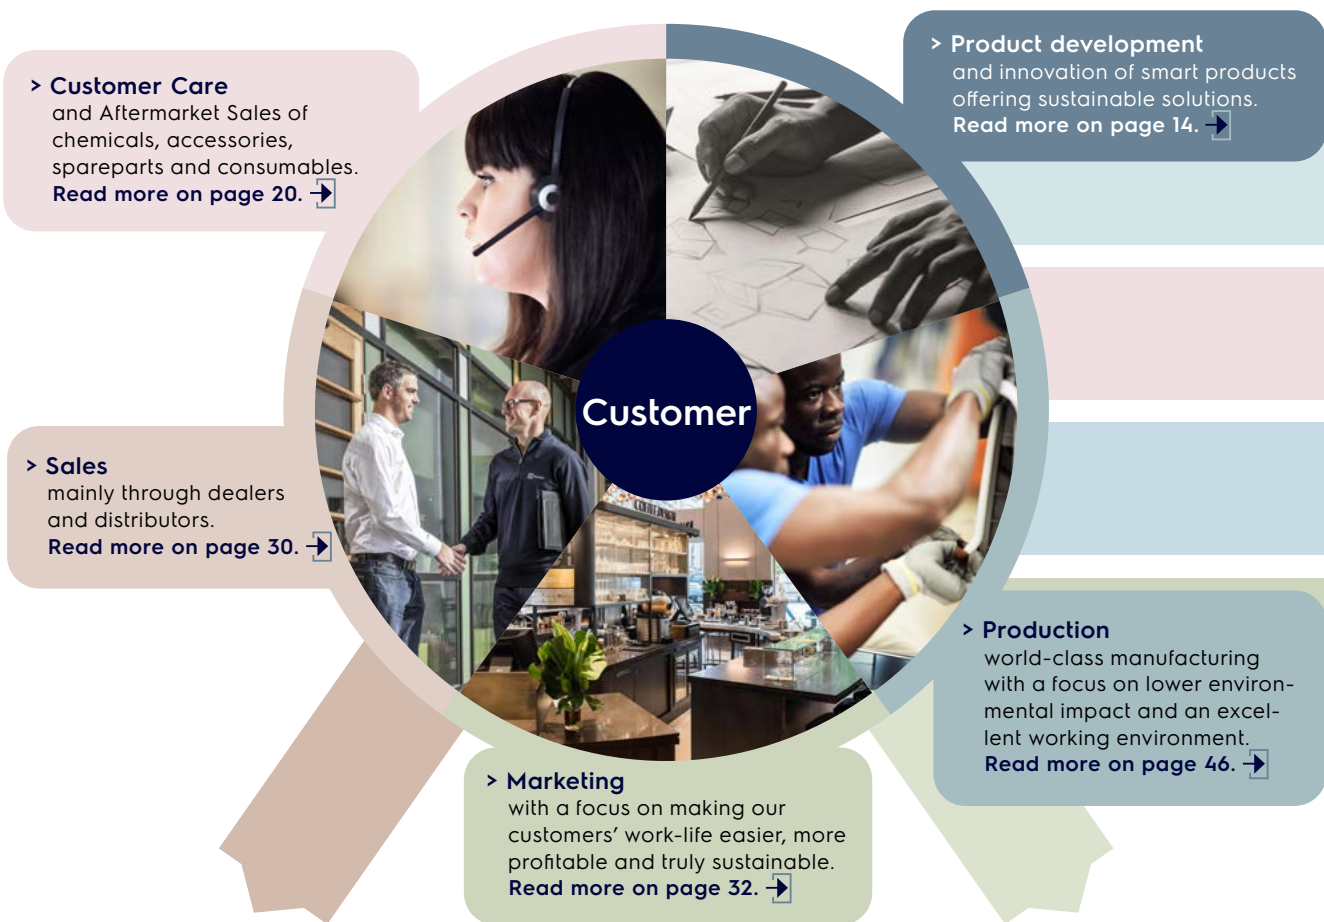 > Customer Care
and Aftermarket Sales of
chemicals, accessories,
spareparts and consumables.
Read more on page 20.
> Product development
and innovation of smart products
offering sustainable solutions.
Read more on page 14.
Customer
> Sales
mainly through dealers
and distributors.
Read more on page 30.
> Production
world-class manufacturing
with a focus on lower environ-
mental impact and an excel-
lent working environment.
Read more on page 46.
> Marketing
with a focus on making our
customers’ work-life easier, more
profitable and truly sustainable.
Read more on page 32.